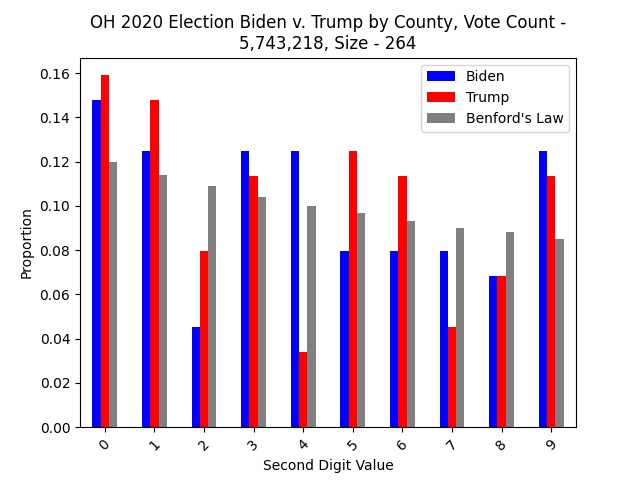 OH 2020 Election Biden v. Trump by County, Vote Count -
5,743,218, Size - 264
Biden
Trump
Benford's Law
0.16
0.14
0.12
0.10
0.08
0.06
0.04
0.02
0.00
Proportion
0 1 2 3 4 5 6 7 8 9
Second Digit Value